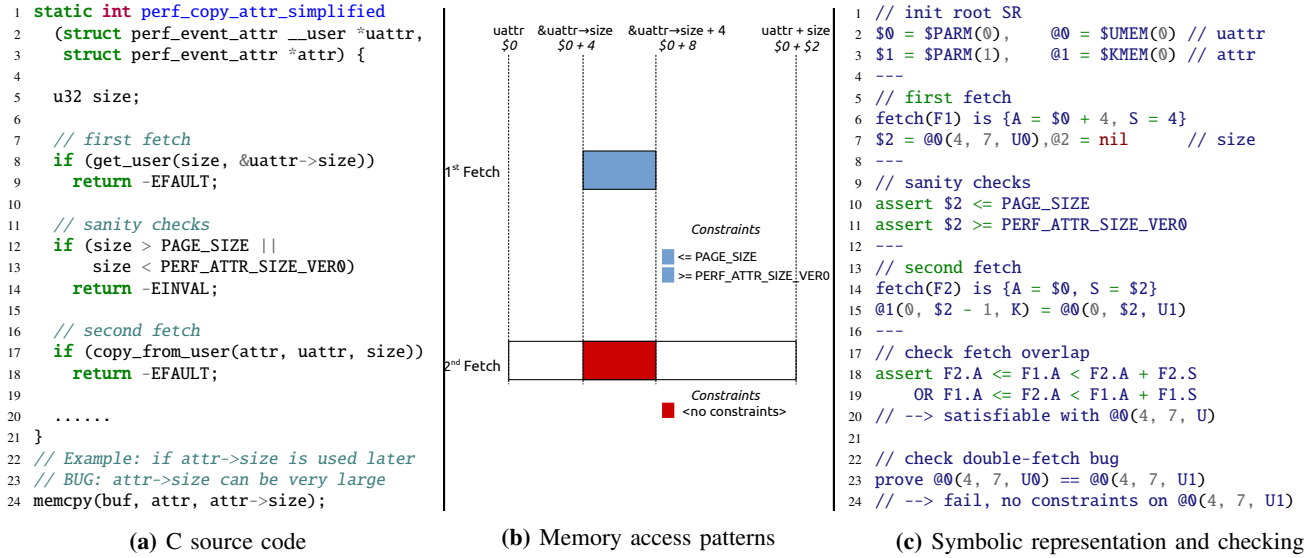 1 static int perf_copy_attr_simplified
2 (struct perf_event_attr __user *uattr,
3 struct perf_event_attr *attr) {
4
5 u32 size;
6
7 // first fetch
8 if (get_user(size, &uattr->size))
9 return -EFAULT;
10
11 // sanity checks
12 if (size > PAGE_SIZE ||
13 size < PERF_ATTR_SIZE_VER0)
14 return -EINVAL;
15
16 // second fetch
17 if (copy_from_user(attr, uattr, size))
18 return -EFAULT;
19
20 ......
21 }
22 // Example: if attr->size is used later
23 // BUG: attr->size can be very large
24 memcpy(buf, attr, attr->size);
(a) C source code
uattr &uattr→size &uattr→size + 4 uattr + size
$0 $0 + 4 $0 + 8 $0 + $2
1st Fetch
Constraints
<= PAGE_SIZE
>= PERF_ATTR_SIZE_VER0
2nd Fetch
Constraints
<no constraints>
(b) Memory access patterns
1 // init root SR
2 $0 = $PARM(0), @0 = $UMEM(0) // uattr
3 $1 = $PARM(1), @1 = $KMEM(0) // attr
4 ---
5 // first fetch
6 fetch(F1) is {A = $0 + 4, S = 4}
7 $2 = @0(4, 7, U0),@2 = nil // size
8 ---
9 // sanity checks
10 assert $2 <= PAGE_SIZE
11 assert $2 >= PERF_ATTR_SIZE_VER0
12 ---
13 // second fetch
14 fetch(F2) is {A = $0, S = $2}
15 @1(0, $2 - 1, K) = @0(0, $2, U1)
16 ---
17 // check fetch overlap
18 assert F2.A <= F1.A < F2.A + F2.S
19 OR F1.A <= F2.A < F1.A + F1.S
20 // --> satisfiable with @0(4, 7, U)
21
22 // check double-fetch bug
23 prove @0(4, 7, U0) == @0(4, 7, U1)
24 // --> fail, no constraints on @0(4, 7, U1)
(c) Symbolic representation and checking